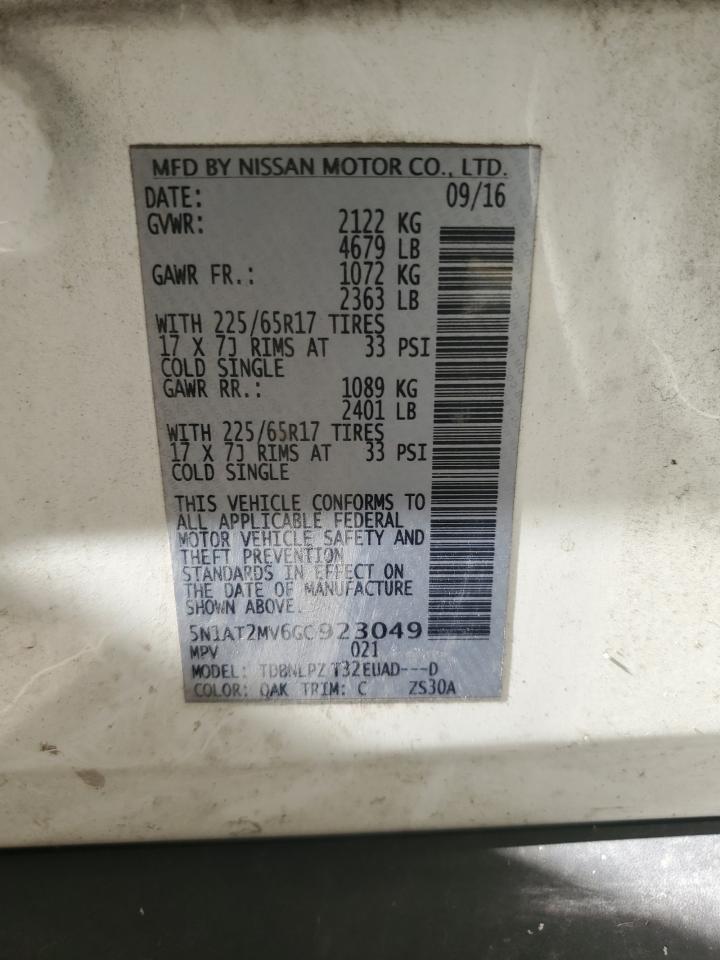 MFD BY NISSAN MOTOR CO., LTD.
DATE: 09/16
GVWR: 2122 KG
4679 LB
GAWR FR.: 1072 KG
2363 LB
WITH 225/65R17 TIRES
17 X 7J RIMS AT 33 PSI
COLD SINGLE
GAWR RR.: 1089 KG
2401 LB
WITH 225/65R17 TIRES
17 X 7J RIMS AT 33 PSI
COLD SINGLE
THIS VEHICLE CONFORMS TO
ALL APPLICABLE FEDERAL
MOTOR VEHICLE SAFETY AND
THEFT PREVENTION
STANDARDS IN EFFECT ON
THE DATE OF MANUFACTURE
SHOWN ABOVE.
5N1AT2MV6GC923049
MPV 021
MODEL: TDBNLPZ T32EUAD---D
COLOR: QAK TRIM: C ZS30A